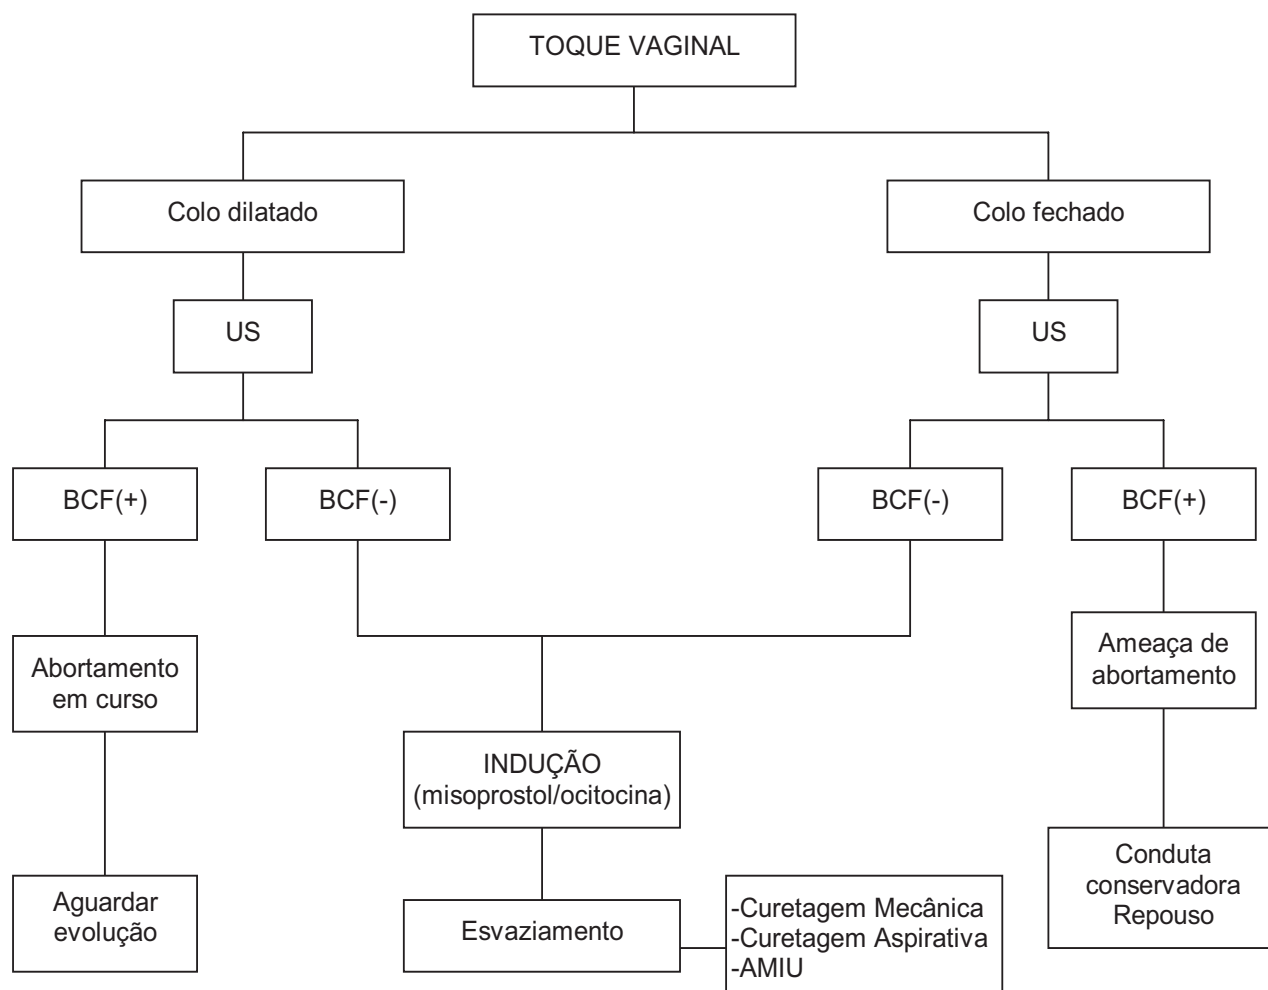 TOQUE VAGINAL
Colo dilatado
Colo fechado
US
US
BCF(+)
BCF(-)
BCF(-)
BCF(+)
Abortamento
em curso
Ameaça de
abortamento
INDUÇÃO
(misoprostol/ocitocina)
Aguardar
evolução
Esvaziamento
-Curetagem Mecânica
-Curetagem Aspirativa
-AMIU
Conduta
conservadora
Repouso